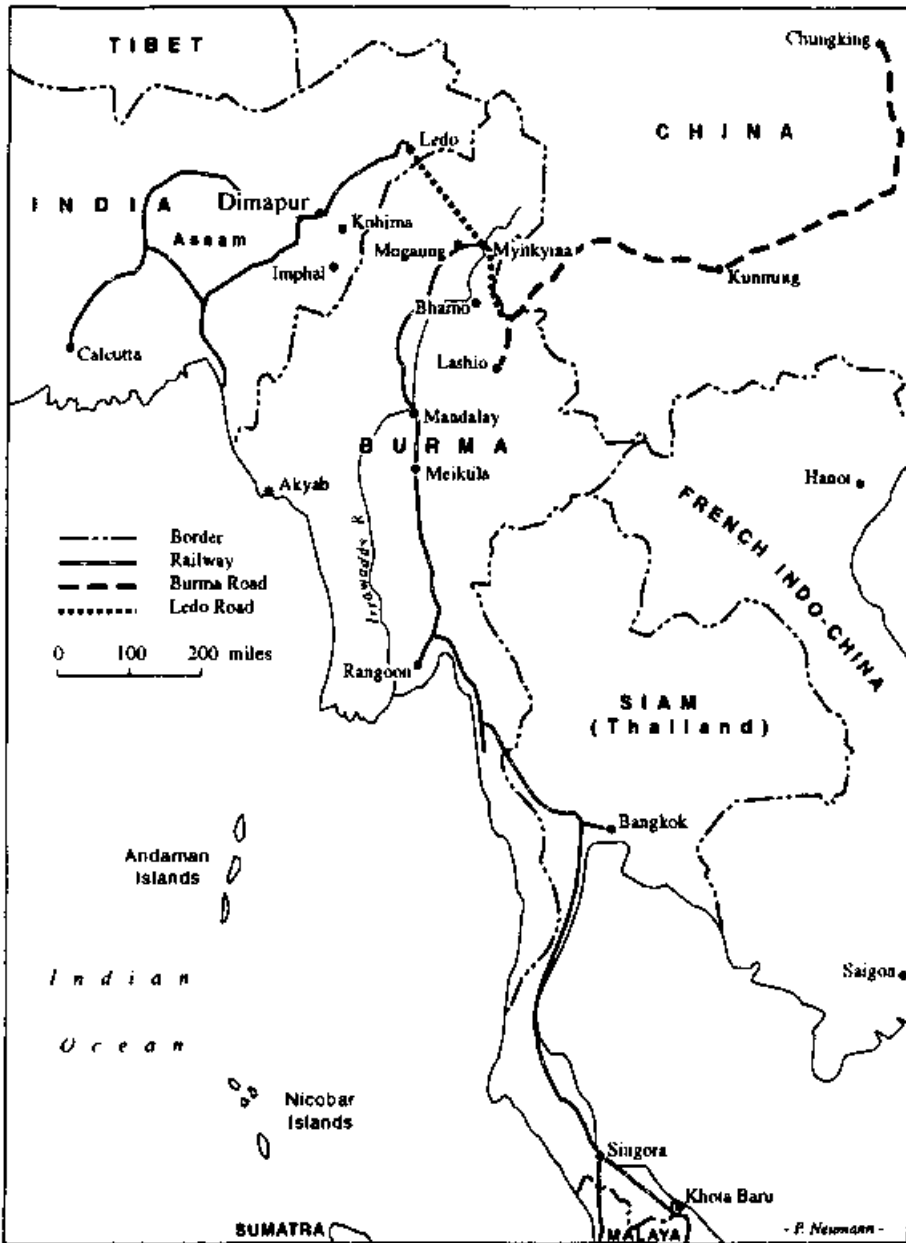 TIBET
Chungking
CHINA
Ledo
INDIA
Dimapur
Assam
Kohima
Mogaung
Myitkyina
Imphal
Kunming
Bhamo
Calcutta
Lashio
Mandalay
BURMA
Meiktila
Hanoi
Akyab
FRENCH INDO-CHINA
Irrawaddy R
Border
Railway
Burma Road
Ledo Road
0 100 200 miles
Rangoon
SIAM
(Thailand)
Bangkok
Andaman
Islands
Indian
Ocean
Saigon
Nicobar
Islands
Singora
Khota Baru
SUMATRA
MALAYA
- P. Neumann -